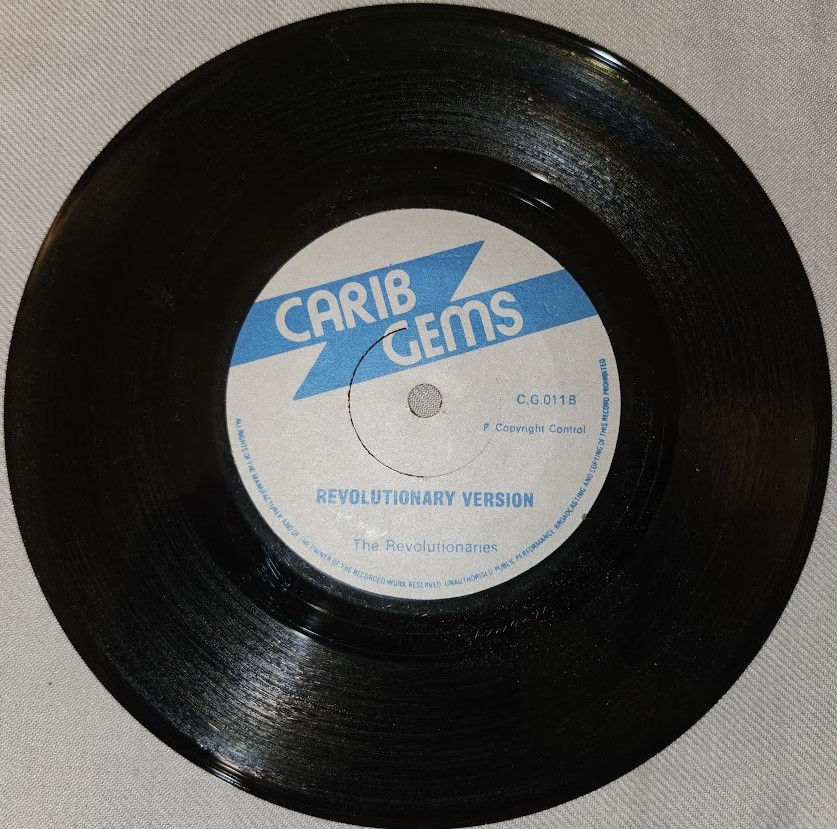 CARIB
GEMS
C.G.011B
℗ Copyright Control
REVOLUTIONARY VERSION
The Revolutionaries
ALL RIGHTS OF THE MANUFACTURER AND OF THE OWNER OF THE RECORDED WORK RESERVED. UNAUTHORISED PUBLIC PERFORMANCE BROADCASTING AND COPYING OF THIS RECORD PROHIBITED